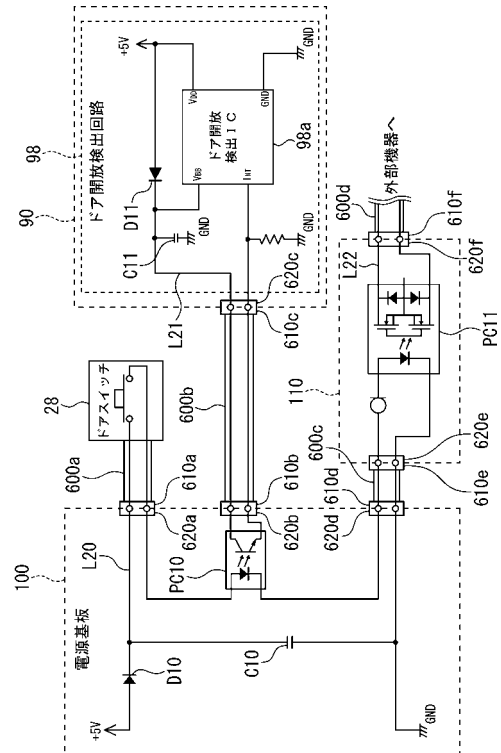 100
電源基板
+5V
D10
L20
C10
GND
600a
28
ドアスイッチ
620a
610a
PC10
620b
610b
600b
620d
610d
600c
610e
620e
110
PC11
L22
620f
610f
600d
外部機器へ
90
98
ドア開放検出回路
+5V
D11
C11
GND
L21
VBB
VDD
ドア開放
検出IC
INT
GND
98a
GND
GND
610c
620c